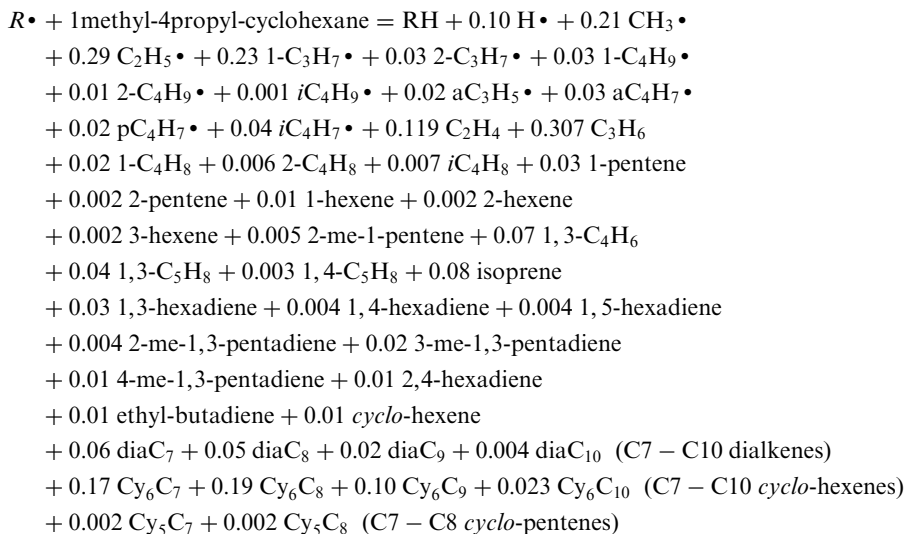 R• + 1methyl-4propyl-cyclohexane = RH + 0.10 H• + 0.21 CH₃•
+ 0.29 C₂H₅• + 0.23 1-C₃H₇• + 0.03 2-C₃H₇• + 0.03 1-C₄H₉•
+ 0.01 2-C₄H₉• + 0.001 iC₄H₉• + 0.02 aC₃H₅• + 0.03 aC₄H₇•
+ 0.02 pC₄H₇• + 0.04 iC₄H₇• + 0.119 C₂H₄ + 0.307 C₃H₆
+ 0.02 1-C₄H₈ + 0.006 2-C₄H₈ + 0.007 iC₄H₈ + 0.03 1-pentene
+ 0.002 2-pentene + 0.01 1-hexene + 0.002 2-hexene
+ 0.002 3-hexene + 0.005 2-me-1-pentene + 0.07 1, 3-C₄H₆
+ 0.04 1,3-C₅H₈ + 0.003 1, 4-C₅H₈ + 0.08 isoprene
+ 0.03 1,3-hexadiene + 0.004 1, 4-hexadiene + 0.004 1, 5-hexadiene
+ 0.004 2-me-1,3-pentadiene + 0.02 3-me-1,3-pentadiene
+ 0.01 4-me-1,3-pentadiene + 0.01 2,4-hexadiene
+ 0.01 ethyl-butadiene + 0.01 cyclo-hexene
+ 0.06 diaC₇ + 0.05 diaC₈ + 0.02 diaC₉ + 0.004 diaC₁₀ (C7 − C10 dialkenes)
+ 0.17 Cy₆C₇ + 0.19 Cy₆C₈ + 0.10 Cy₆C₉ + 0.023 Cy₆C₁₀ (C7 − C10 cyclo-hexenes)
+ 0.002 Cy₅C₇ + 0.002 Cy₅C₈ (C7 − C8 cyclo-pentenes)